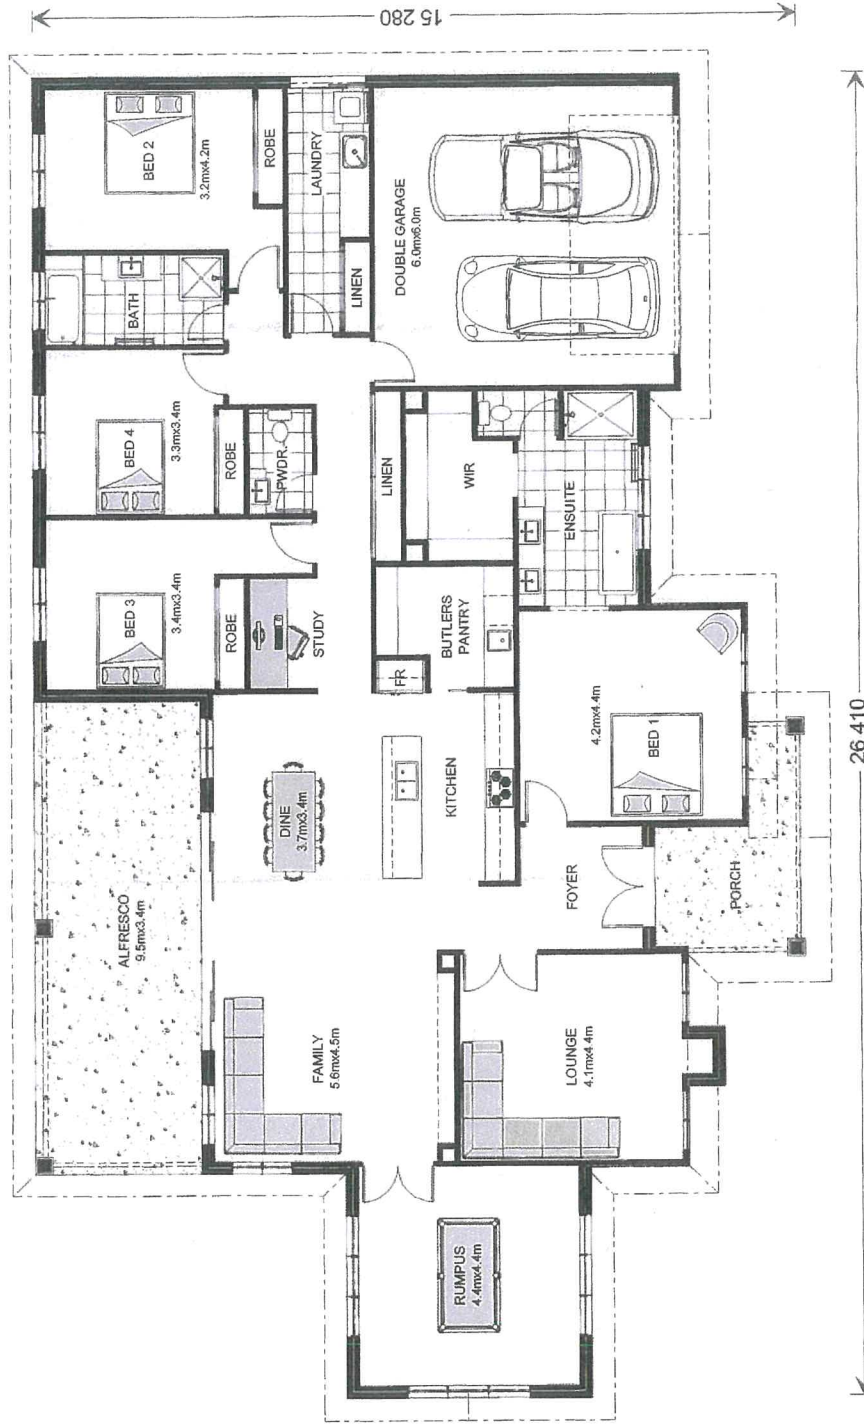 15 280
BED 2
3.2mx4.2m
ROBE
LAUNDRY
LINEN
DOUBLE GARAGE
6.0mx6.0m
BATH
BED 4
3.3mx3.4m
ROBE
PWDR.
LINEN
WIR
ENSUITE
BED 3
3.4mx3.4m
ROBE
STUDY
FR
BUTLERS
PANTRY
4.2mx4.4m
BED 1
ALFRESCO
9.5mx3.4m
DINE
3.7mx3.4m
KITCHEN
FOYER
PORCH
FAMILY
5.6mx4.5m
LOUNGE
4.1mx4.4m
RUMPUS
4.4mx4.4m
26 410